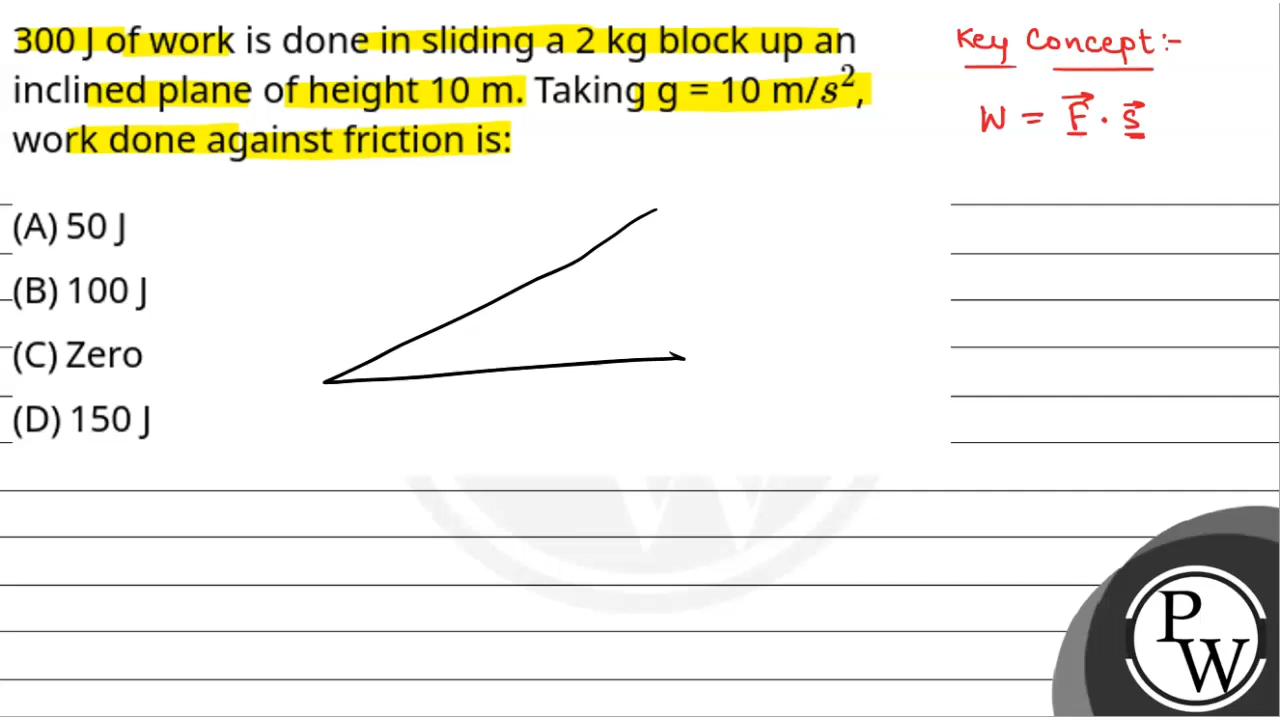 300 J of work is done in sliding a 2 kg block up an
inclined plane of height 10 m. Taking g = 10 m/s²,
work done against friction is:
(A) 50 J
(B) 100 J
(C) Zero
(D) 150 J
Key Concept:-
W = F⃗ . s⃗
P
W